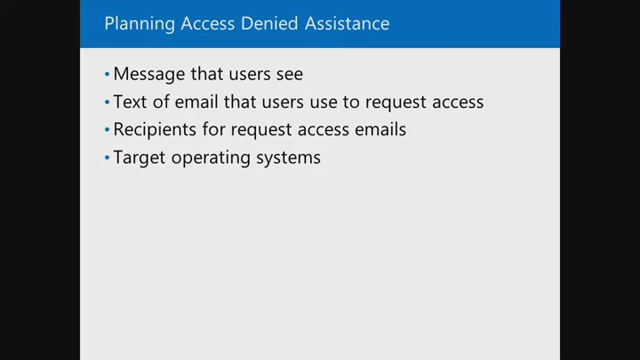 Planning Access Denied Assistance
• Message that users see
• Text of email that users use to request access
• Recipients for request access emails
• Target operating systems